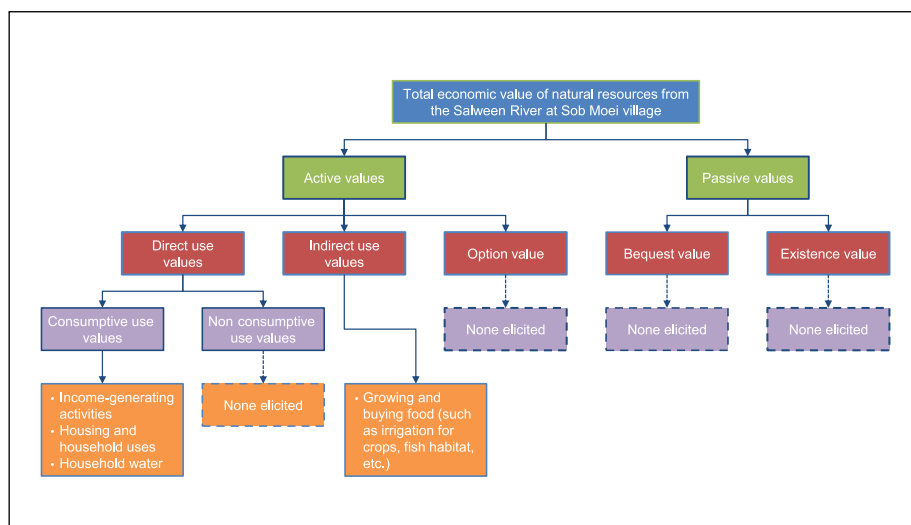 Total economic value of natural resources from
the Salween River at Sob Moei village
Active values
Passive values
Direct use
values
Indirect use
values
Option value
Bequest value
Existence value
Consumptive use
values
Non consumptive
use values
None elicited
None elicited
None elicited
• Income-generating
activities
• Housing and
household uses
• Household water
None elicited
• Growing and
buying food (such
as irrigation for
crops, fish habitat,
etc.)